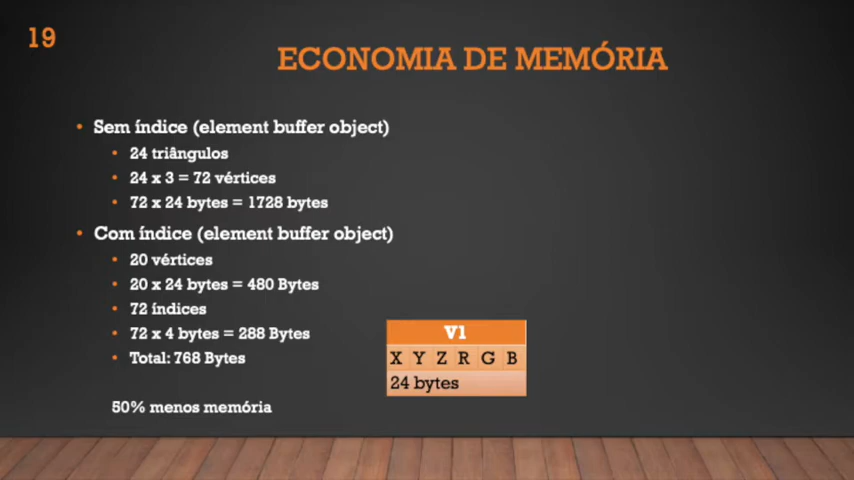 19
ECONOMIA DE MEMÓRIA
• Sem índice (element buffer object)
• 24 triângulos
• 24 x 3 = 72 vértices
• 72 x 24 bytes = 1728 bytes
• Com índice (element buffer object)
• 20 vértices
• 20 x 24 bytes = 480 Bytes
• 72 índices
• 72 x 4 bytes = 288 Bytes
• Total: 768 Bytes
50% menos memória
V1
X Y Z R G B
24 bytes